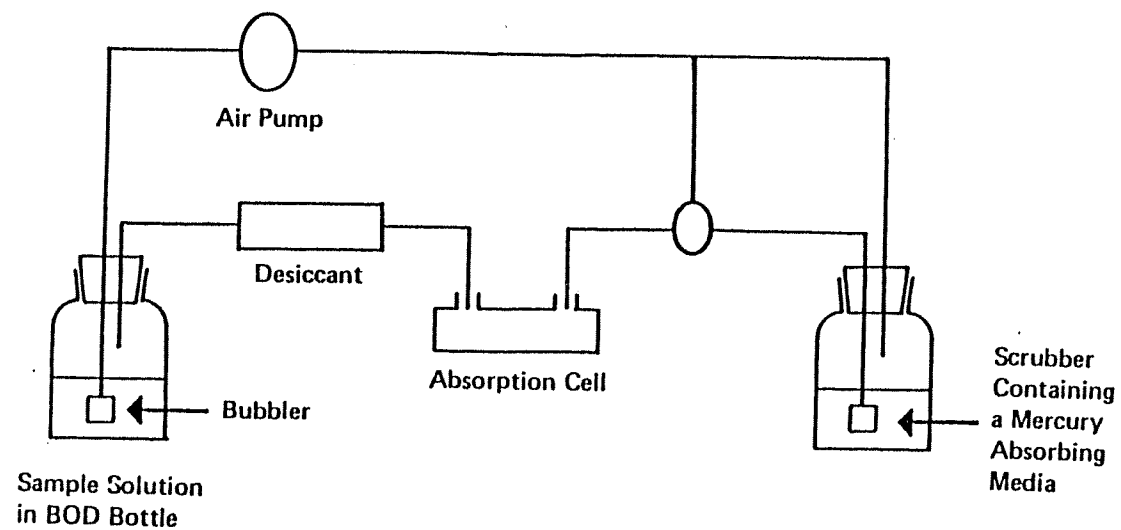 Air Pump
Desiccant
Absorption Cell
Bubbler
Sample Solution
in BOD Bottle
Scrubber
Containing
a Mercury
Absorbing
Media